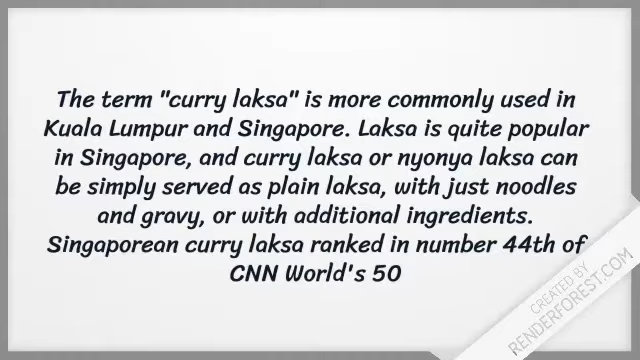 The term "curry laksa" is more commonly used in
Kuala Lumpur and Singapore. Laksa is quite popular
in Singapore, and curry laksa or nyonya laksa can
be simply served as plain laksa, with just noodles
and gravy, or with additional ingredients.
Singaporean curry laksa ranked in number 44th of
CNN World's 50
CREATED BY
RENDERFOREST.COM